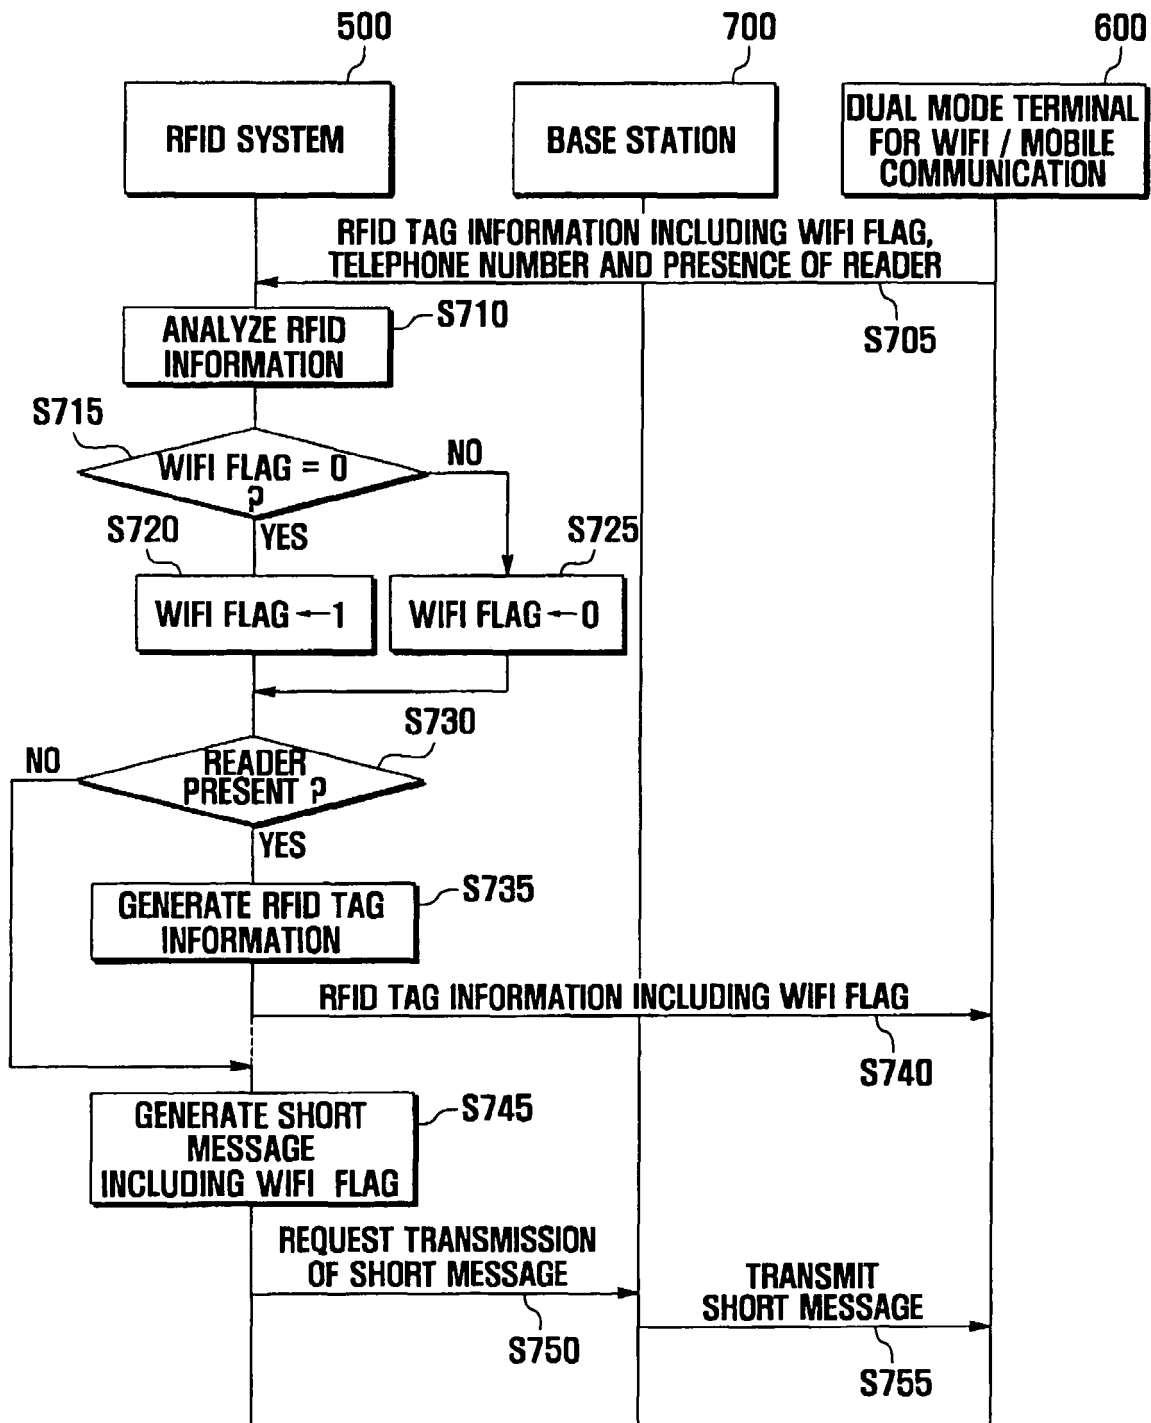 500
700
600
RFID SYSTEM
BASE STATION
DUAL MODE TERMINAL
FOR WIFI / MOBILE
COMMUNICATION
RFID TAG INFORMATION INCLUDING WIFI FLAG,
TELEPHONE NUMBER AND PRESENCE OF READER
S705
ANALYZE RFID
INFORMATION
S710
S715
WIFI FLAG = 0
?
NO
YES
S720
S725
WIFI FLAG ← 1
WIFI FLAG ← 0
S730
NO
READER
PRESENT ?
YES
GENERATE RFID TAG
INFORMATION
S735
RFID TAG INFORMATION INCLUDING WIFI FLAG
S740
GENERATE SHORT
MESSAGE
INCLUDING WIFI FLAG
S745
REQUEST TRANSMISSION
OF SHORT MESSAGE
S750
TRANSMIT
SHORT MESSAGE
S755